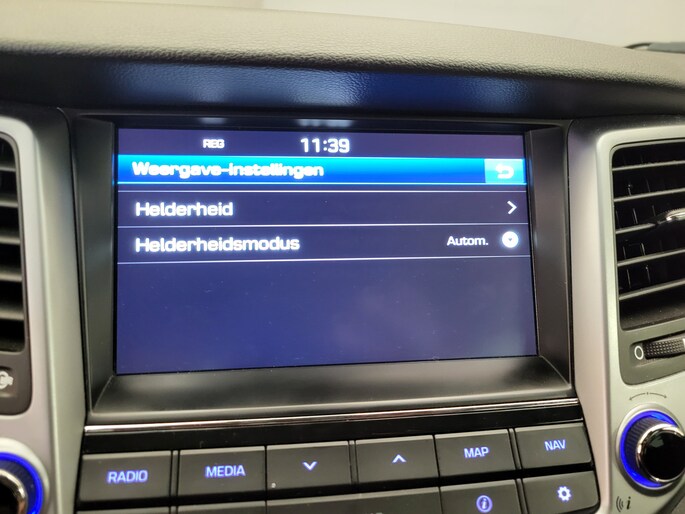 REG 11:39
Weergave-instellingen
Helderheid
Helderheidsmodus Autom.
RADIO MEDIA MAP NAV